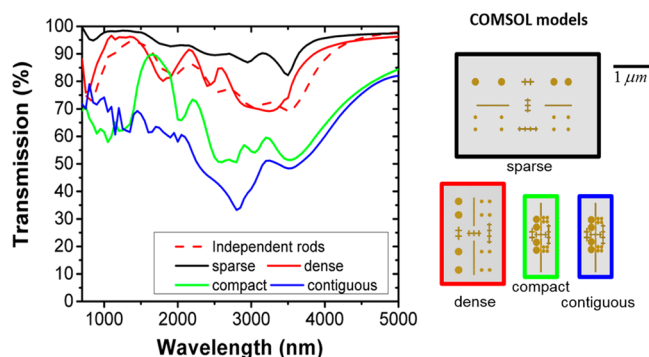 100
90
80
70
60
50
40
30
20
10
0
Transmission (%)
Independent rods
sparse
dense
compact
contiguous
1000
2000
3000
4000
5000
Wavelength (nm)
COMSOL models
1 μm
sparse
dense
compact
contiguous